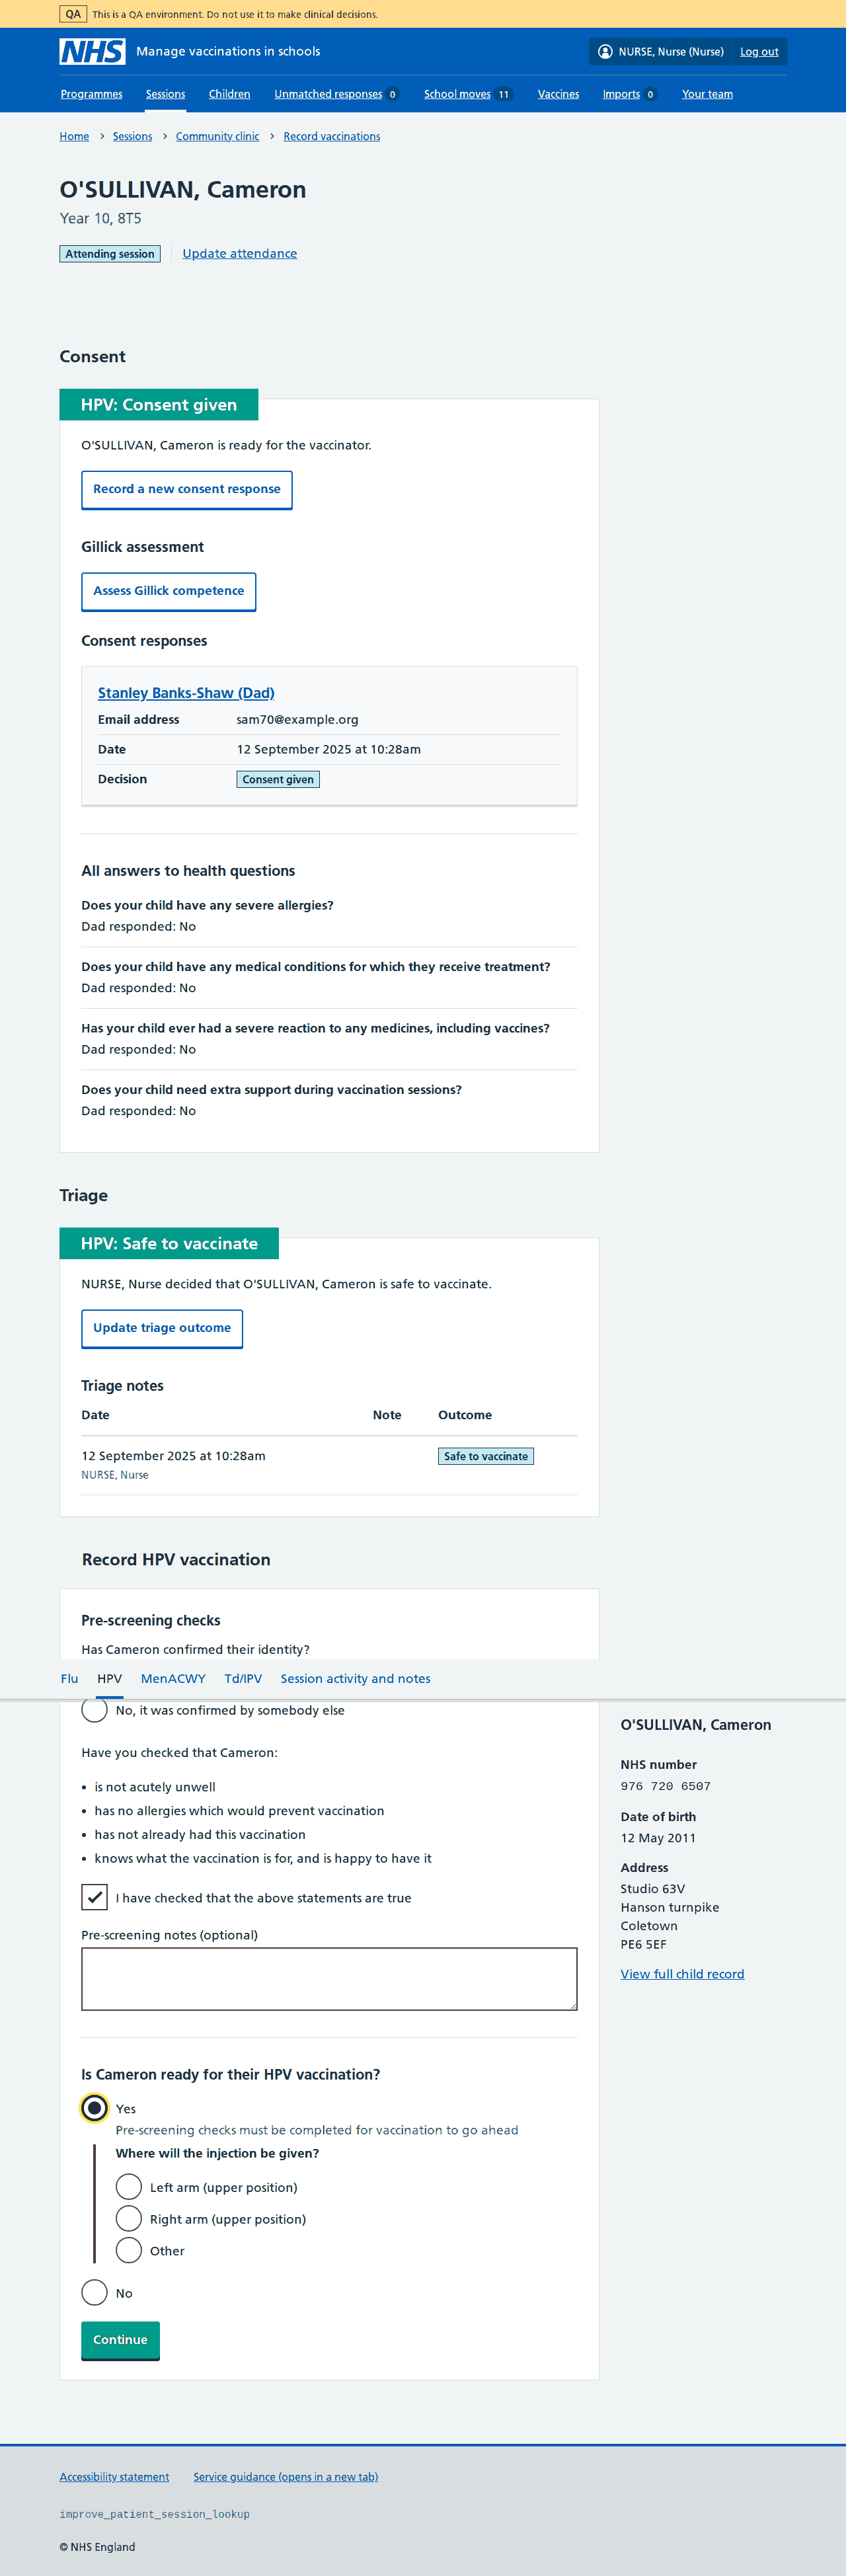 QA This is a QA environment. Do not use it to make clinical decisions.
NHS Manage vaccinations in schools NURSE, Nurse (Nurse) Log out
Programmes Sessions Children Unmatched responses 0 School moves 11 Vaccines Imports 0 Your team
Home Sessions Community clinic Record vaccinations
O'SULLIVAN, Cameron
Year 10, 8T5
Attending session Update attendance
Consent
HPV: Consent given
O'SULLIVAN, Cameron is ready for the vaccinator.
Record a new consent response
Gillick assessment
Assess Gillick competence
Consent responses
Stanley Banks-Shaw (Dad)
Email address sam70@example.org
Date 12 September 2025 at 10:28am
Decision Consent given
All answers to health questions
Does your child have any severe allergies?
Dad responded: No
Does your child have any medical conditions for which they receive treatment?
Dad responded: No
Has your child ever had a severe reaction to any medicines, including vaccines?
Dad responded: No
Does your child need extra support during vaccination sessions?
Dad responded: No
Triage
HPV: Safe to vaccinate
NURSE, Nurse decided that O'SULLIVAN, Cameron is safe to vaccinate.
Update triage outcome
Triage notes
Date Note Outcome
12 September 2025 at 10:28am Safe to vaccinate
NURSE, Nurse
Record HPV vaccination
Pre-screening checks
Has Cameron confirmed their identity?
Flu HPV MenACWY Td/IPV Session activity and notes
No, it was confirmed by somebody else
Have you checked that Cameron:
• is not acutely unwell
• has no allergies which would prevent vaccination
• has not already had this vaccination
• knows what the vaccination is for, and is happy to have it
I have checked that the above statements are true
Pre-screening notes (optional)
Is Cameron ready for their HPV vaccination?
Yes
Pre-screening checks must be completed for vaccination to go ahead
Where will the injection be given?
Left arm (upper position)
Right arm (upper position)
Other
No
Continue
O'SULLIVAN, Cameron
NHS number
976 720 6507
Date of birth
12 May 2011
Address
Studio 63V
Hanson turnpike
Coletown
PE6 5EF
View full child record
Accessibility statement Service guidance (opens in a new tab)
improve_patient_session_lookup
© NHS England